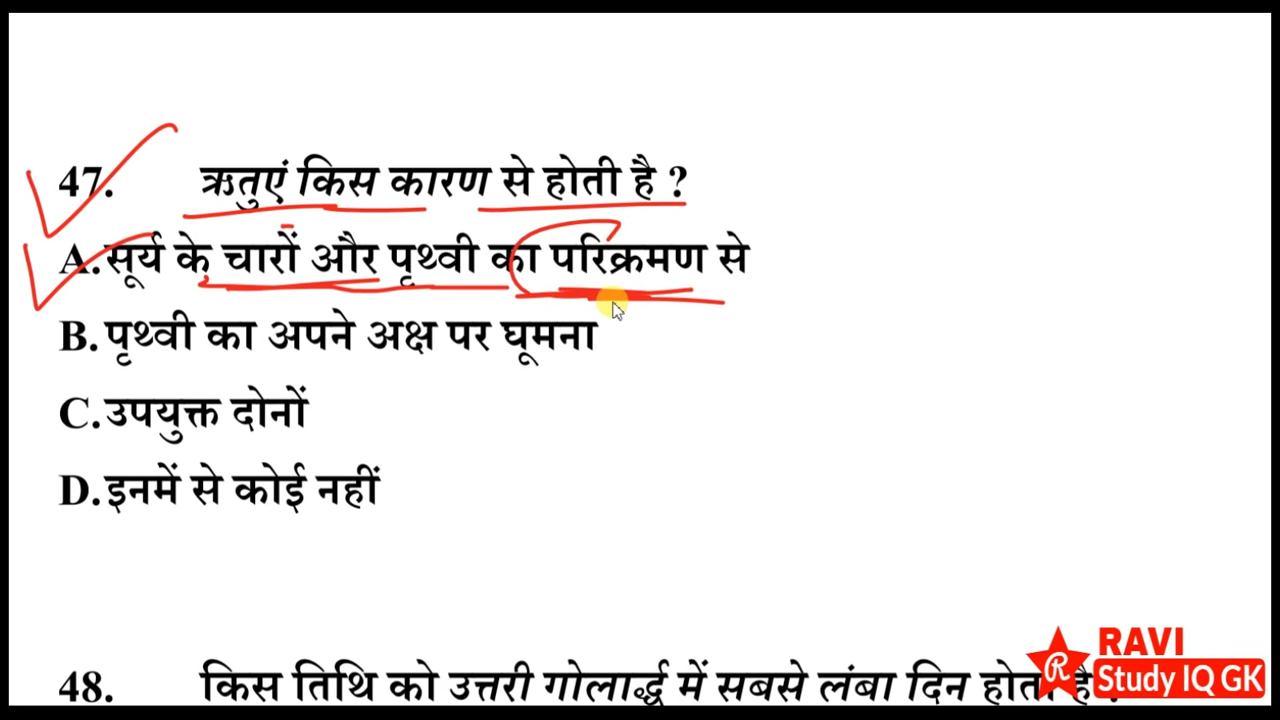 47. ऋतुएं किस कारण से होती है ?
A. सूर्य के चारों और पृथ्वी का परिक्रमण से
B. पृथ्वी का अपने अक्ष पर घूमना
C. उपयुक्त दोनों
D. इनमें से कोई नहीं
48. किस तिथि को उत्तरी गोलार्द्ध में सबसे लंबा दिन होता है ?
R RAVI
Study IQ GK